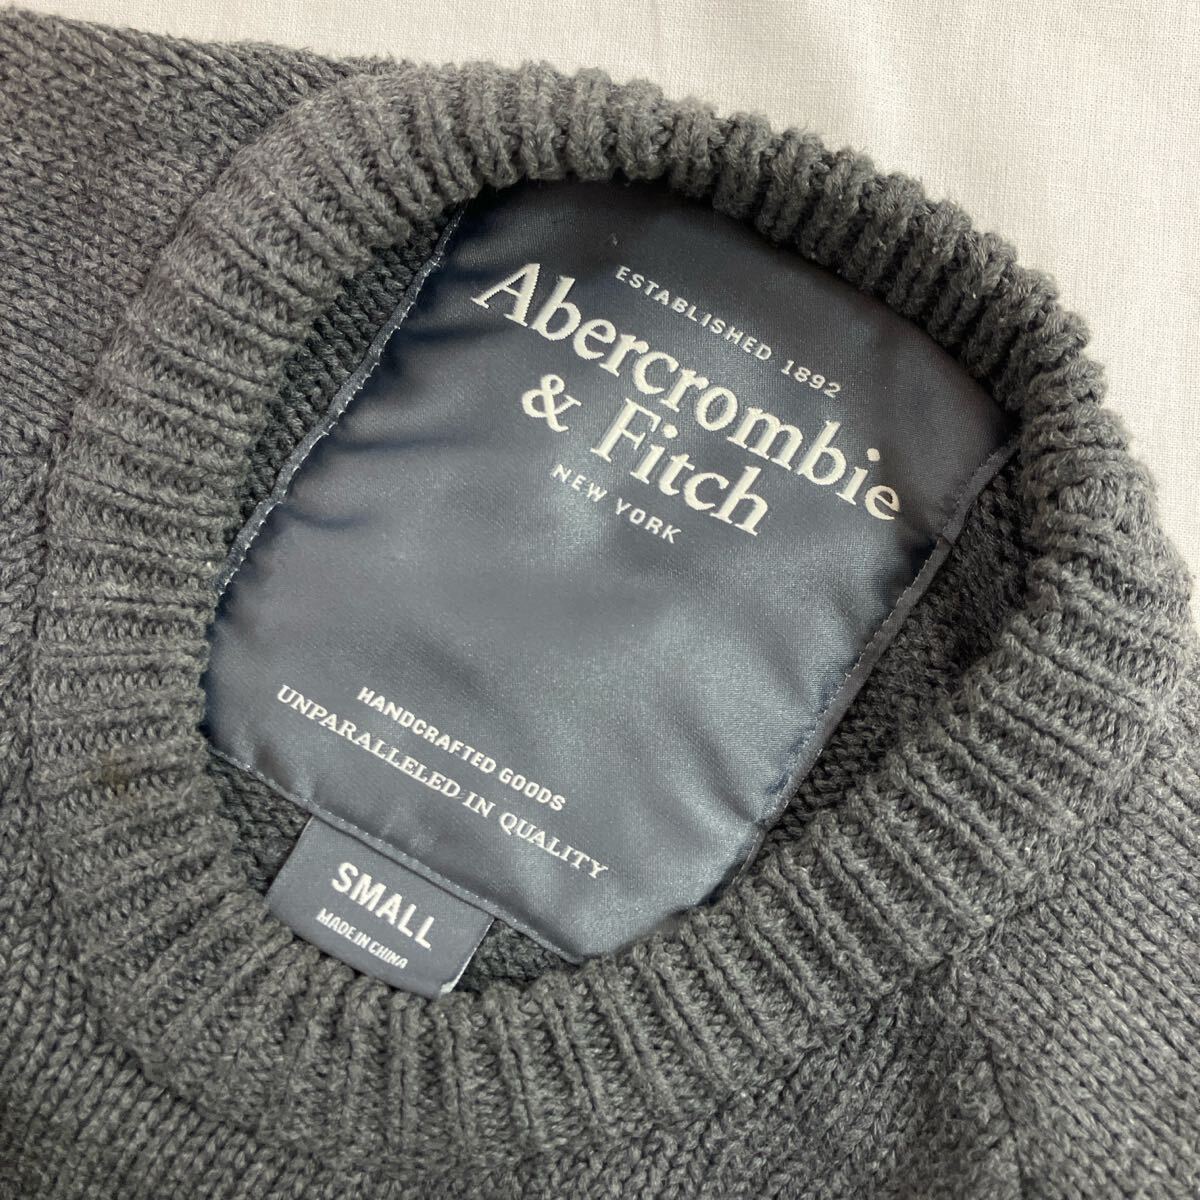 ESTABLISHED 1892
Abercrombie
& Fitch
NEW YORK
HANDCRAFTED GOODS
UNPARALLELED IN QUALITY
SMALL
MADE IN CHINA